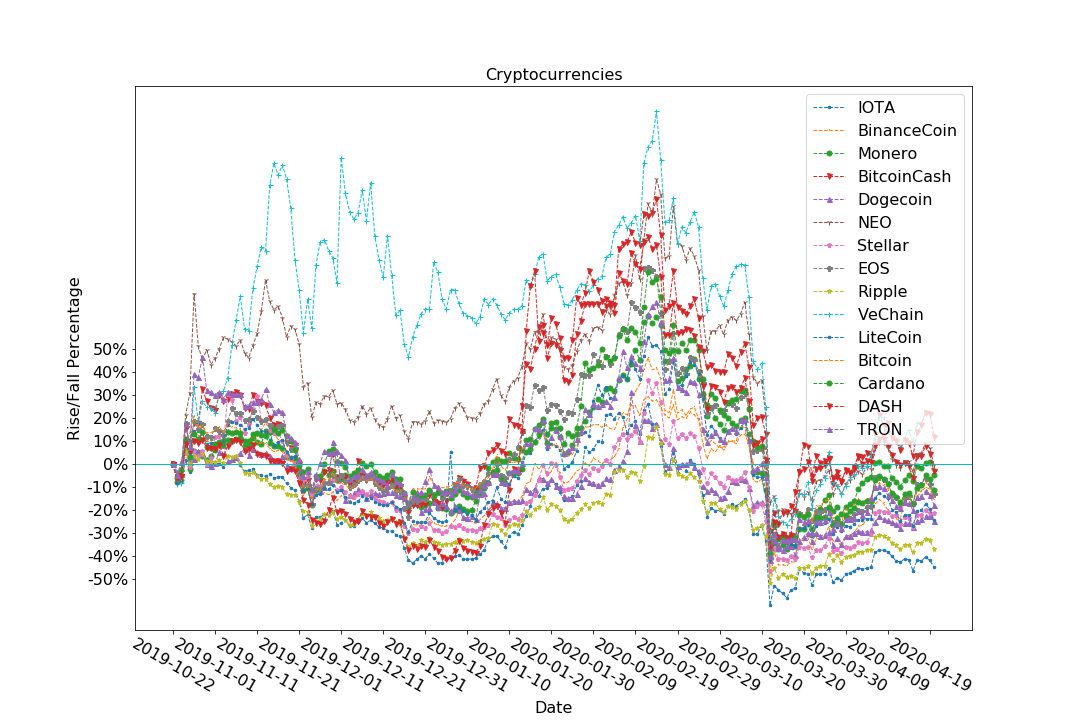 Cryptocurrencies
Rise/Fall Percentage
50%
40%
30%
20%
10%
0%
-10%
-20%
-30%
-40%
-50%
IOTA
BinanceCoin
Monero
BitcoinCash
Dogecoin
NEO
Stellar
EOS
Ripple
VeChain
LiteCoin
Bitcoin
Cardano
DASH
TRON
2019-10-22
2019-11-01
2019-11-11
2019-11-21
2019-12-01
2019-12-11
2019-12-21
2019-12-31
2020-01-10
2020-01-20
2020-01-30
2020-02-09
2020-02-19
2020-02-29
2020-03-10
2020-03-20
2020-03-30
2020-04-09
2020-04-19
Date